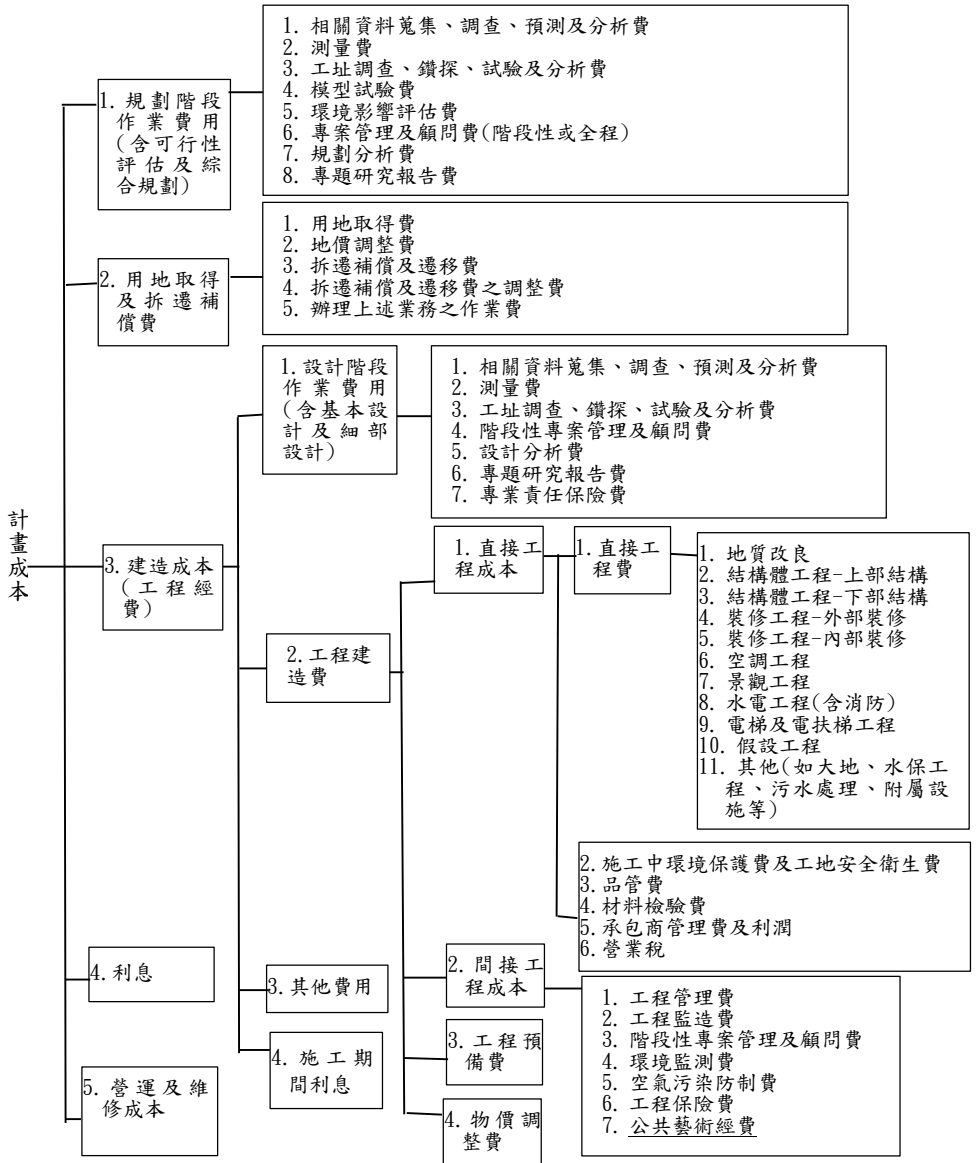 計畫成本
1. 規劃階段
作業費用
(含可行性
評估及綜
合規劃)
1. 相關資料蒐集、調查、預測及分析費
2. 測量費
3. 工址調查、鑽探、試驗及分析費
4. 模型試驗費
5. 環境影響評估費
6. 專案管理及顧問費(階段性或全程)
7. 規劃分析費
8. 專題研究報告費
2. 用地取得
及拆遷補
償費
1. 用地取得費
2. 地價調整費
3. 拆遷補償及遷移費
4. 拆遷補償及遷移費之調整費
5. 辦理上述業務之作業費
3. 建造成本
(工程經
費)
1. 設計階段
作業費用
(含基本設
計及細部
設計)
1. 相關資料蒐集、調查、預測及分析費
2. 測量費
3. 工址調查、鑽探、試驗及分析費
4. 階段性專案管理及顧問費
5. 設計分析費
6. 專題研究報告費
7. 專業責任保險費
2. 工程建
造費
1. 直接工
程成本
1. 直接工
程費
1. 地質改良
2. 結構體工程-上部結構
3. 結構體工程-下部結構
4. 裝修工程-外部裝修
5. 裝修工程-內部裝修
6. 空調工程
7. 景觀工程
8. 水電工程(含消防)
9. 電梯及電扶梯工程
10. 假設工程
11. 其他(如大地、水保工
程、污水處理、附屬設
施等)
2. 施工中環境保護費及工地安全衛生費
3. 品管費
4. 材料檢驗費
5. 承包商管理費及利潤
6. 營業稅
2. 間接工
程成本
1. 工程管理費
2. 工程監造費
3. 階段性專案管理及顧問費
4. 環境監測費
5. 空氣污染防制費
6. 工程保險費
7. 公共藝術經費
3. 工程預
備費
4. 物價調
整費
3. 其他費用
4. 施工期
間利息
4. 利息
5. 營運及維
修成本